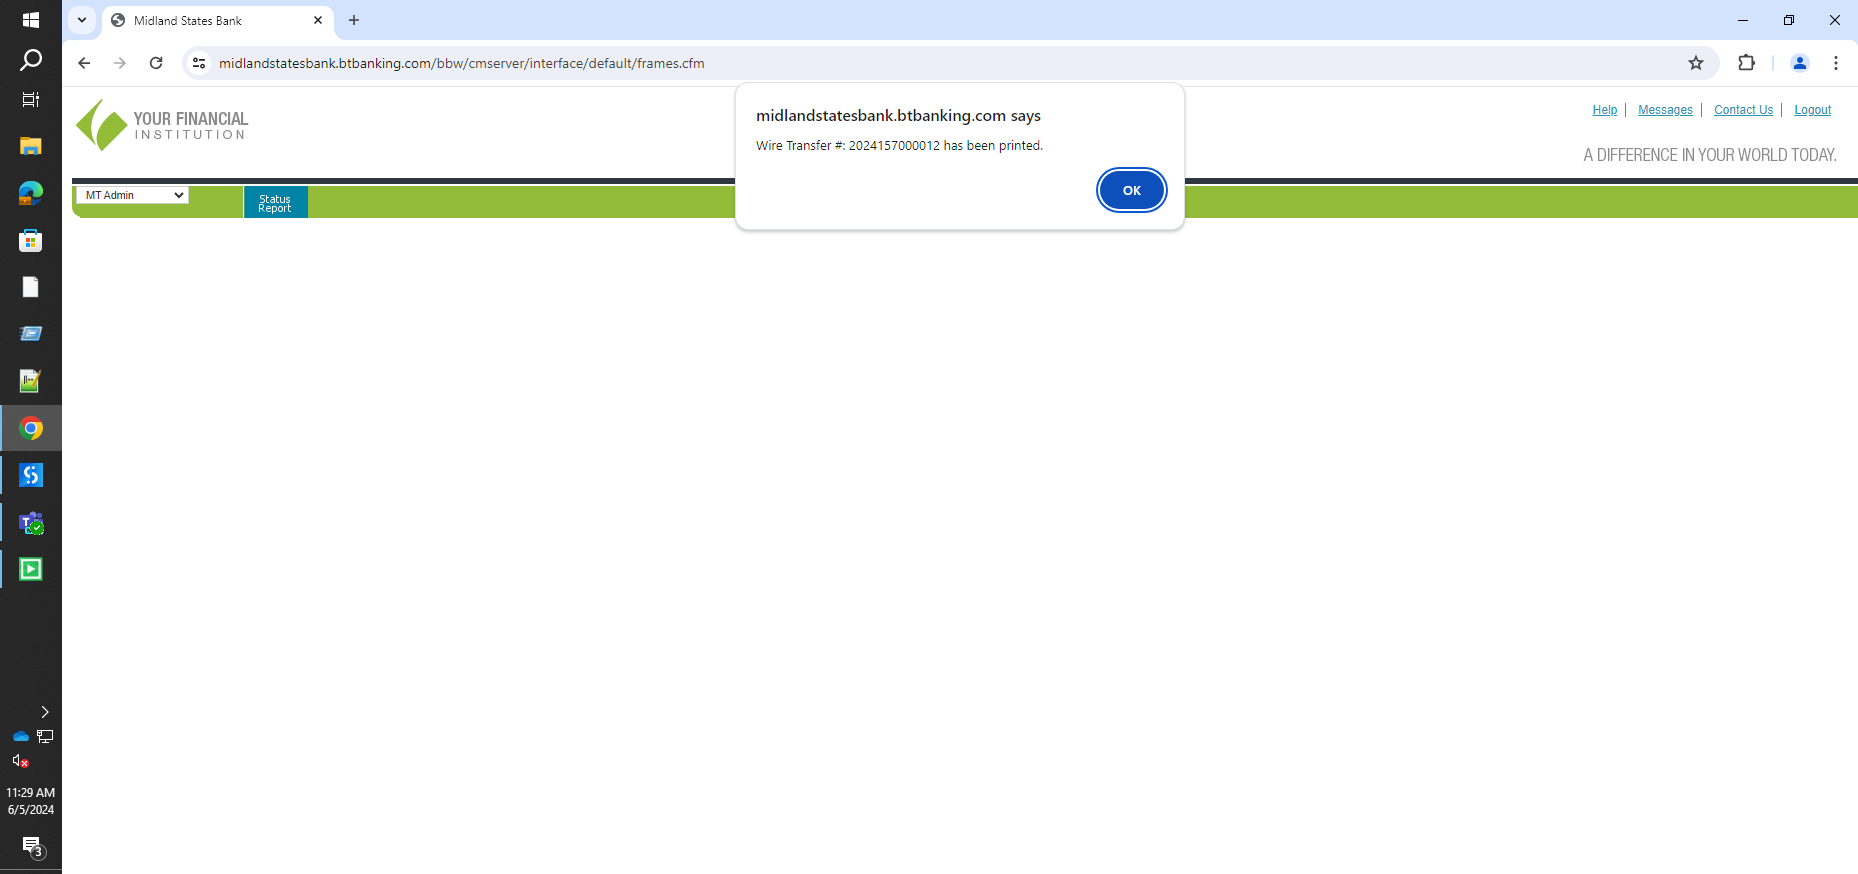 Midland States Bank
midlandstatesbank.btbanking.com/bbw/cmserver/interface/default/frames.cfm
midlandstatesbank.btbanking.com says
Wire Transfer #: 2024157000012 has been printed.
OK
YOUR FINANCIAL
INSTITUTION
Help
Messages
Contact Us
Logout
A DIFFERENCE IN YOUR WORLD TODAY.
MT Admin
Status
Report
11:29 AM
6/5/2024
3